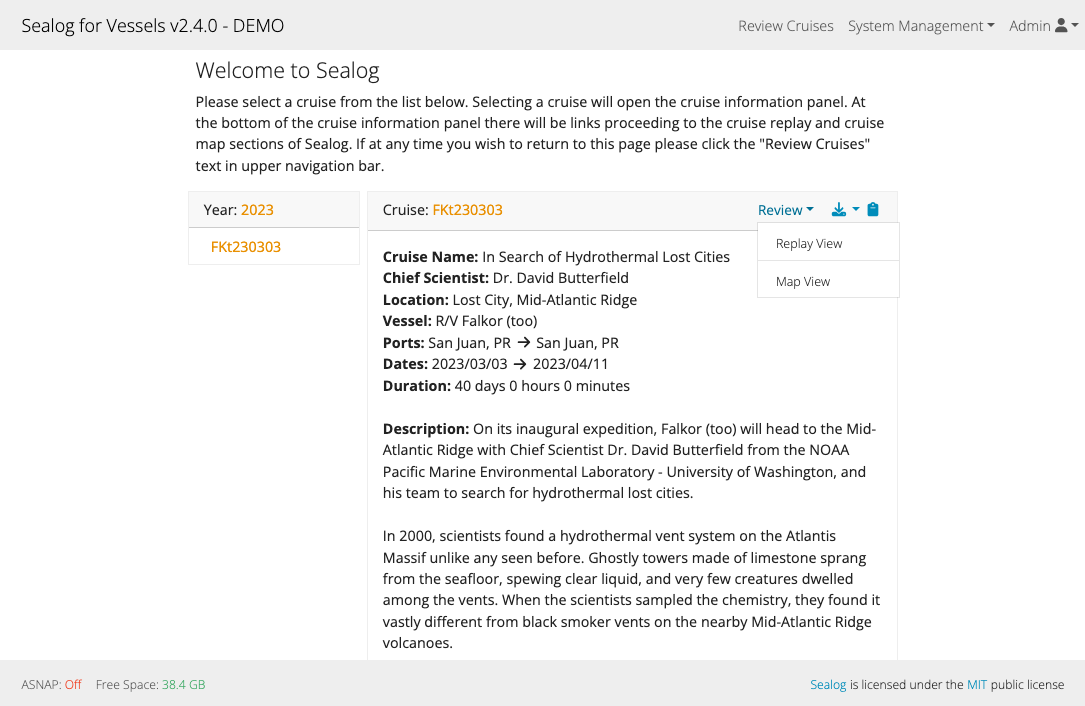 Sealog for Vessels v2.4.0 - DEMO
Review Cruises System Management Admin
Welcome to Sealog
Please select a cruise from the list below. Selecting a cruise will open the cruise information panel. At
the bottom of the cruise information panel there will be links proceeding to the cruise replay and cruise
map sections of Sealog. If at any time you wish to return to this page please click the "Review Cruises"
text in upper navigation bar.
Year: 2023
FKt230303
Cruise: FKt230303
Review
Replay View
Map View
Cruise Name: In Search of Hydrothermal Lost Cities
Chief Scientist: Dr. David Butterfield
Location: Lost City, Mid-Atlantic Ridge
Vessel: R/V Falkor (too)
Ports: San Juan, PR → San Juan, PR
Dates: 2023/03/03 → 2023/04/11
Duration: 40 days 0 hours 0 minutes
Description: On its inaugural expedition, Falkor (too) will head to the Mid-
Atlantic Ridge with Chief Scientist Dr. David Butterfield from the NOAA
Pacific Marine Environmental Laboratory - University of Washington, and
his team to search for hydrothermal lost cities.
In 2000, scientists found a hydrothermal vent system on the Atlantis
Massif unlike any seen before. Ghostly towers made of limestone sprang
from the seafloor, spewing clear liquid, and very few creatures dwelled
among the vents. When the scientists sampled the chemistry, they found it
vastly different from black smoker vents on the nearby Mid-Atlantic Ridge
volcanoes.
ASNAP: Off Free Space: 38.4 GB
Sealog is licensed under the MIT public license